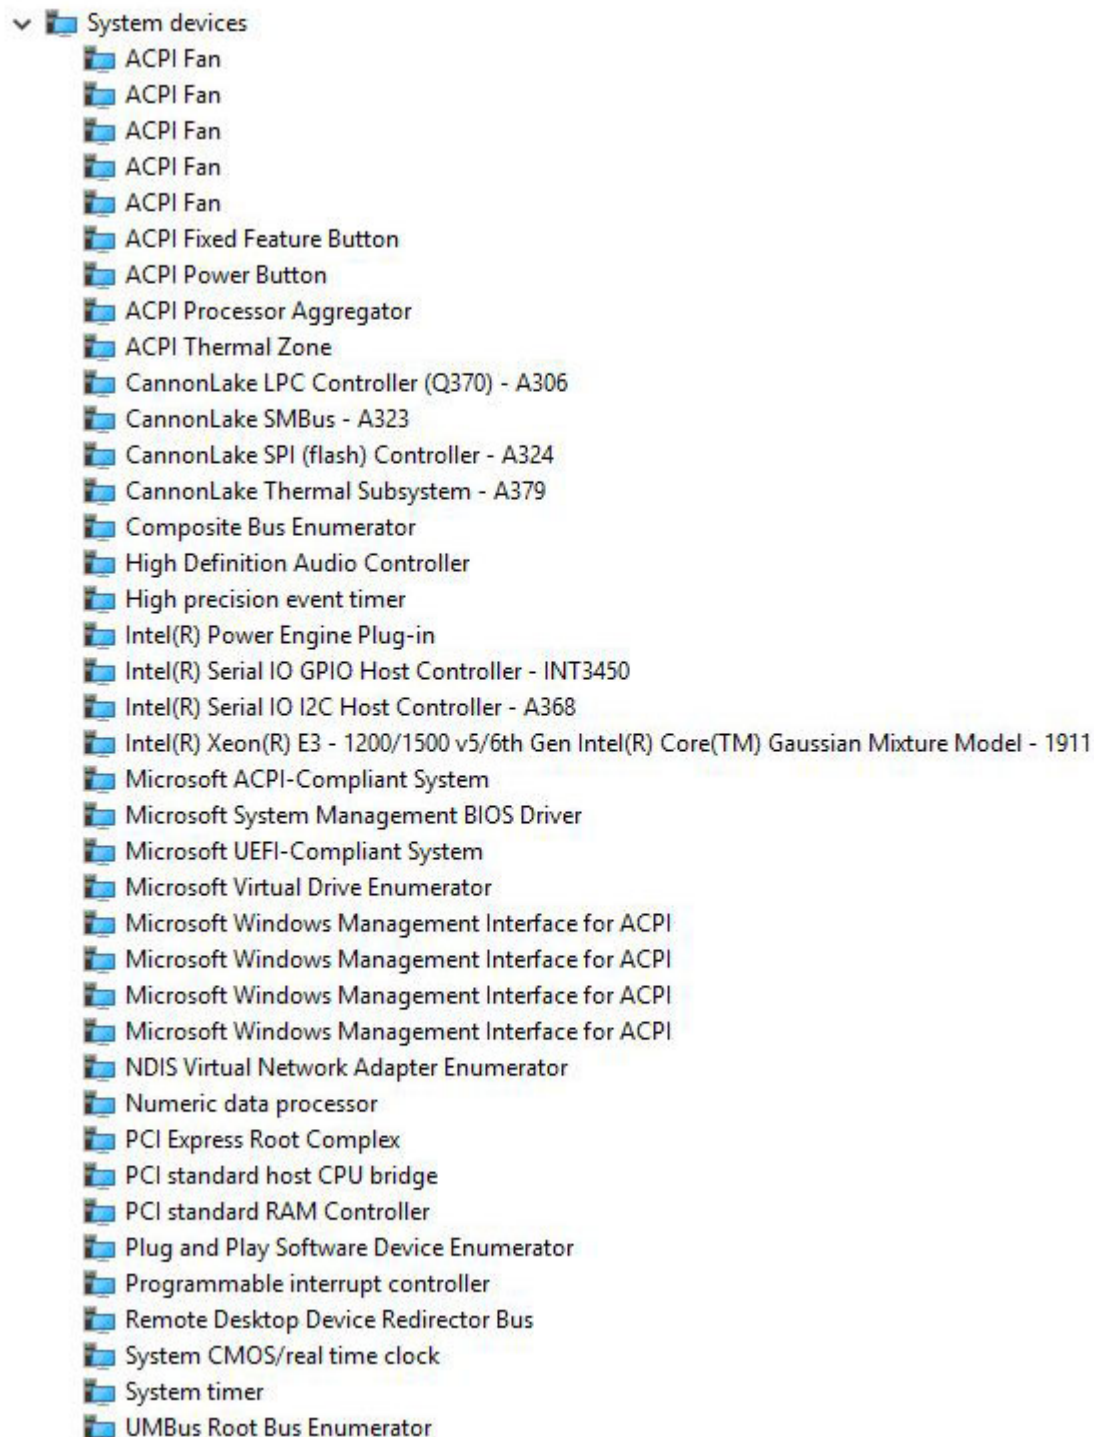 System devices
ACPI Fan
ACPI Fan
ACPI Fan
ACPI Fan
ACPI Fan
ACPI Fixed Feature Button
ACPI Power Button
ACPI Processor Aggregator
ACPI Thermal Zone
CannonLake LPC Controller (Q370) - A306
CannonLake SMBus - A323
CannonLake SPI (flash) Controller - A324
CannonLake Thermal Subsystem - A379
Composite Bus Enumerator
High Definition Audio Controller
High precision event timer
Intel(R) Power Engine Plug-in
Intel(R) Serial IO GPIO Host Controller - INT3450
Intel(R) Serial IO I2C Host Controller - A368
Intel(R) Xeon(R) E3 - 1200/1500 v5/6th Gen Intel(R) Core(TM) Gaussian Mixture Model - 1911
Microsoft ACPI-Compliant System
Microsoft System Management BIOS Driver
Microsoft UEFI-Compliant System
Microsoft Virtual Drive Enumerator
Microsoft Windows Management Interface for ACPI
Microsoft Windows Management Interface for ACPI
Microsoft Windows Management Interface for ACPI
Microsoft Windows Management Interface for ACPI
NDIS Virtual Network Adapter Enumerator
Numeric data processor
PCI Express Root Complex
PCI standard host CPU bridge
PCI standard RAM Controller
Plug and Play Software Device Enumerator
Programmable interrupt controller
Remote Desktop Device Redirector Bus
System CMOS/real time clock
System timer
UMBus Root Bus Enumerator